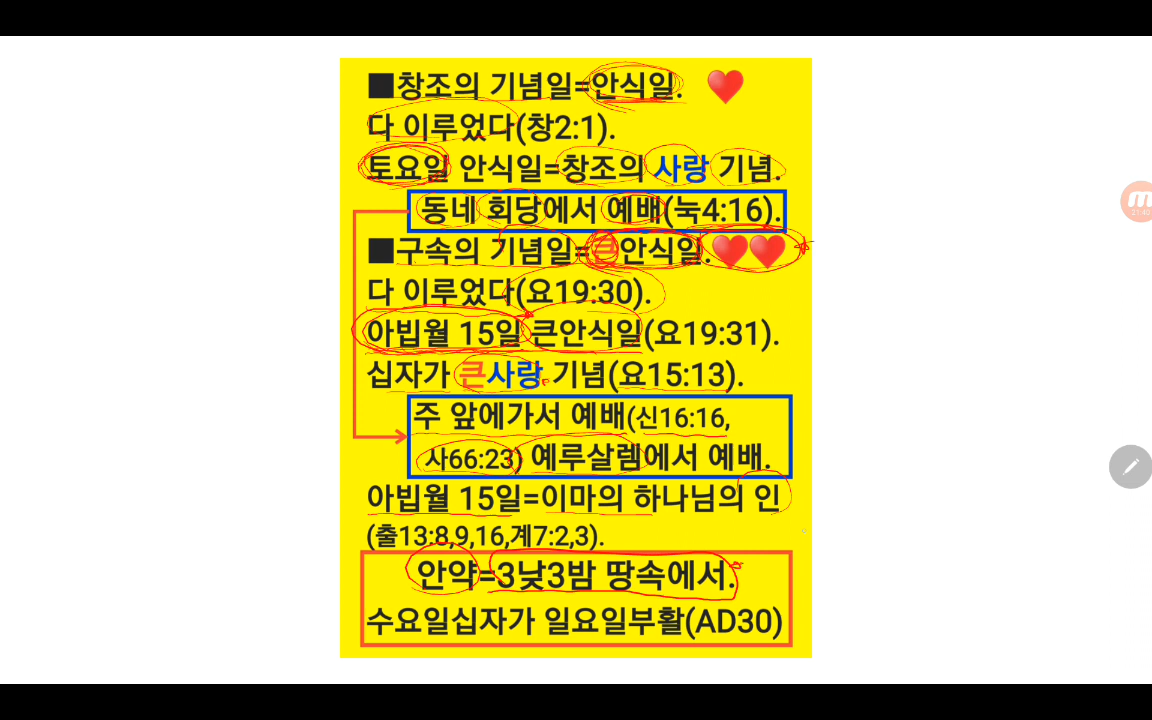 ■창조의 기념일=안식일. ❤️
다 이루었다(창2:1).
토요일 안식일=창조의 사랑 기념.
동네 회당에서 예배(눅4:16).
■구속의 기념일=큰안식일.❤️❤️
다 이루었다(요19:30).
아빕월 15일 큰안식일(요19:31).
십자가 큰사랑 기념(요15:13).
주 앞에가서 예배(신16:16,
사66:23) 예루살렘에서 예배.
아빕월 15일=이마의 하나님의 인
(출13:8,9,16,계7:2,3).
안약=3낮3밤 땅속에서.
수요일십자가 일요일부활(AD30)